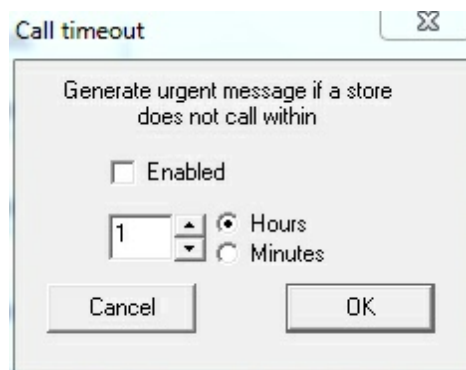 Call timeout
Generate urgent message if a store
does not call within
Enabled
1
Hours
Minutes
Cancel
OK